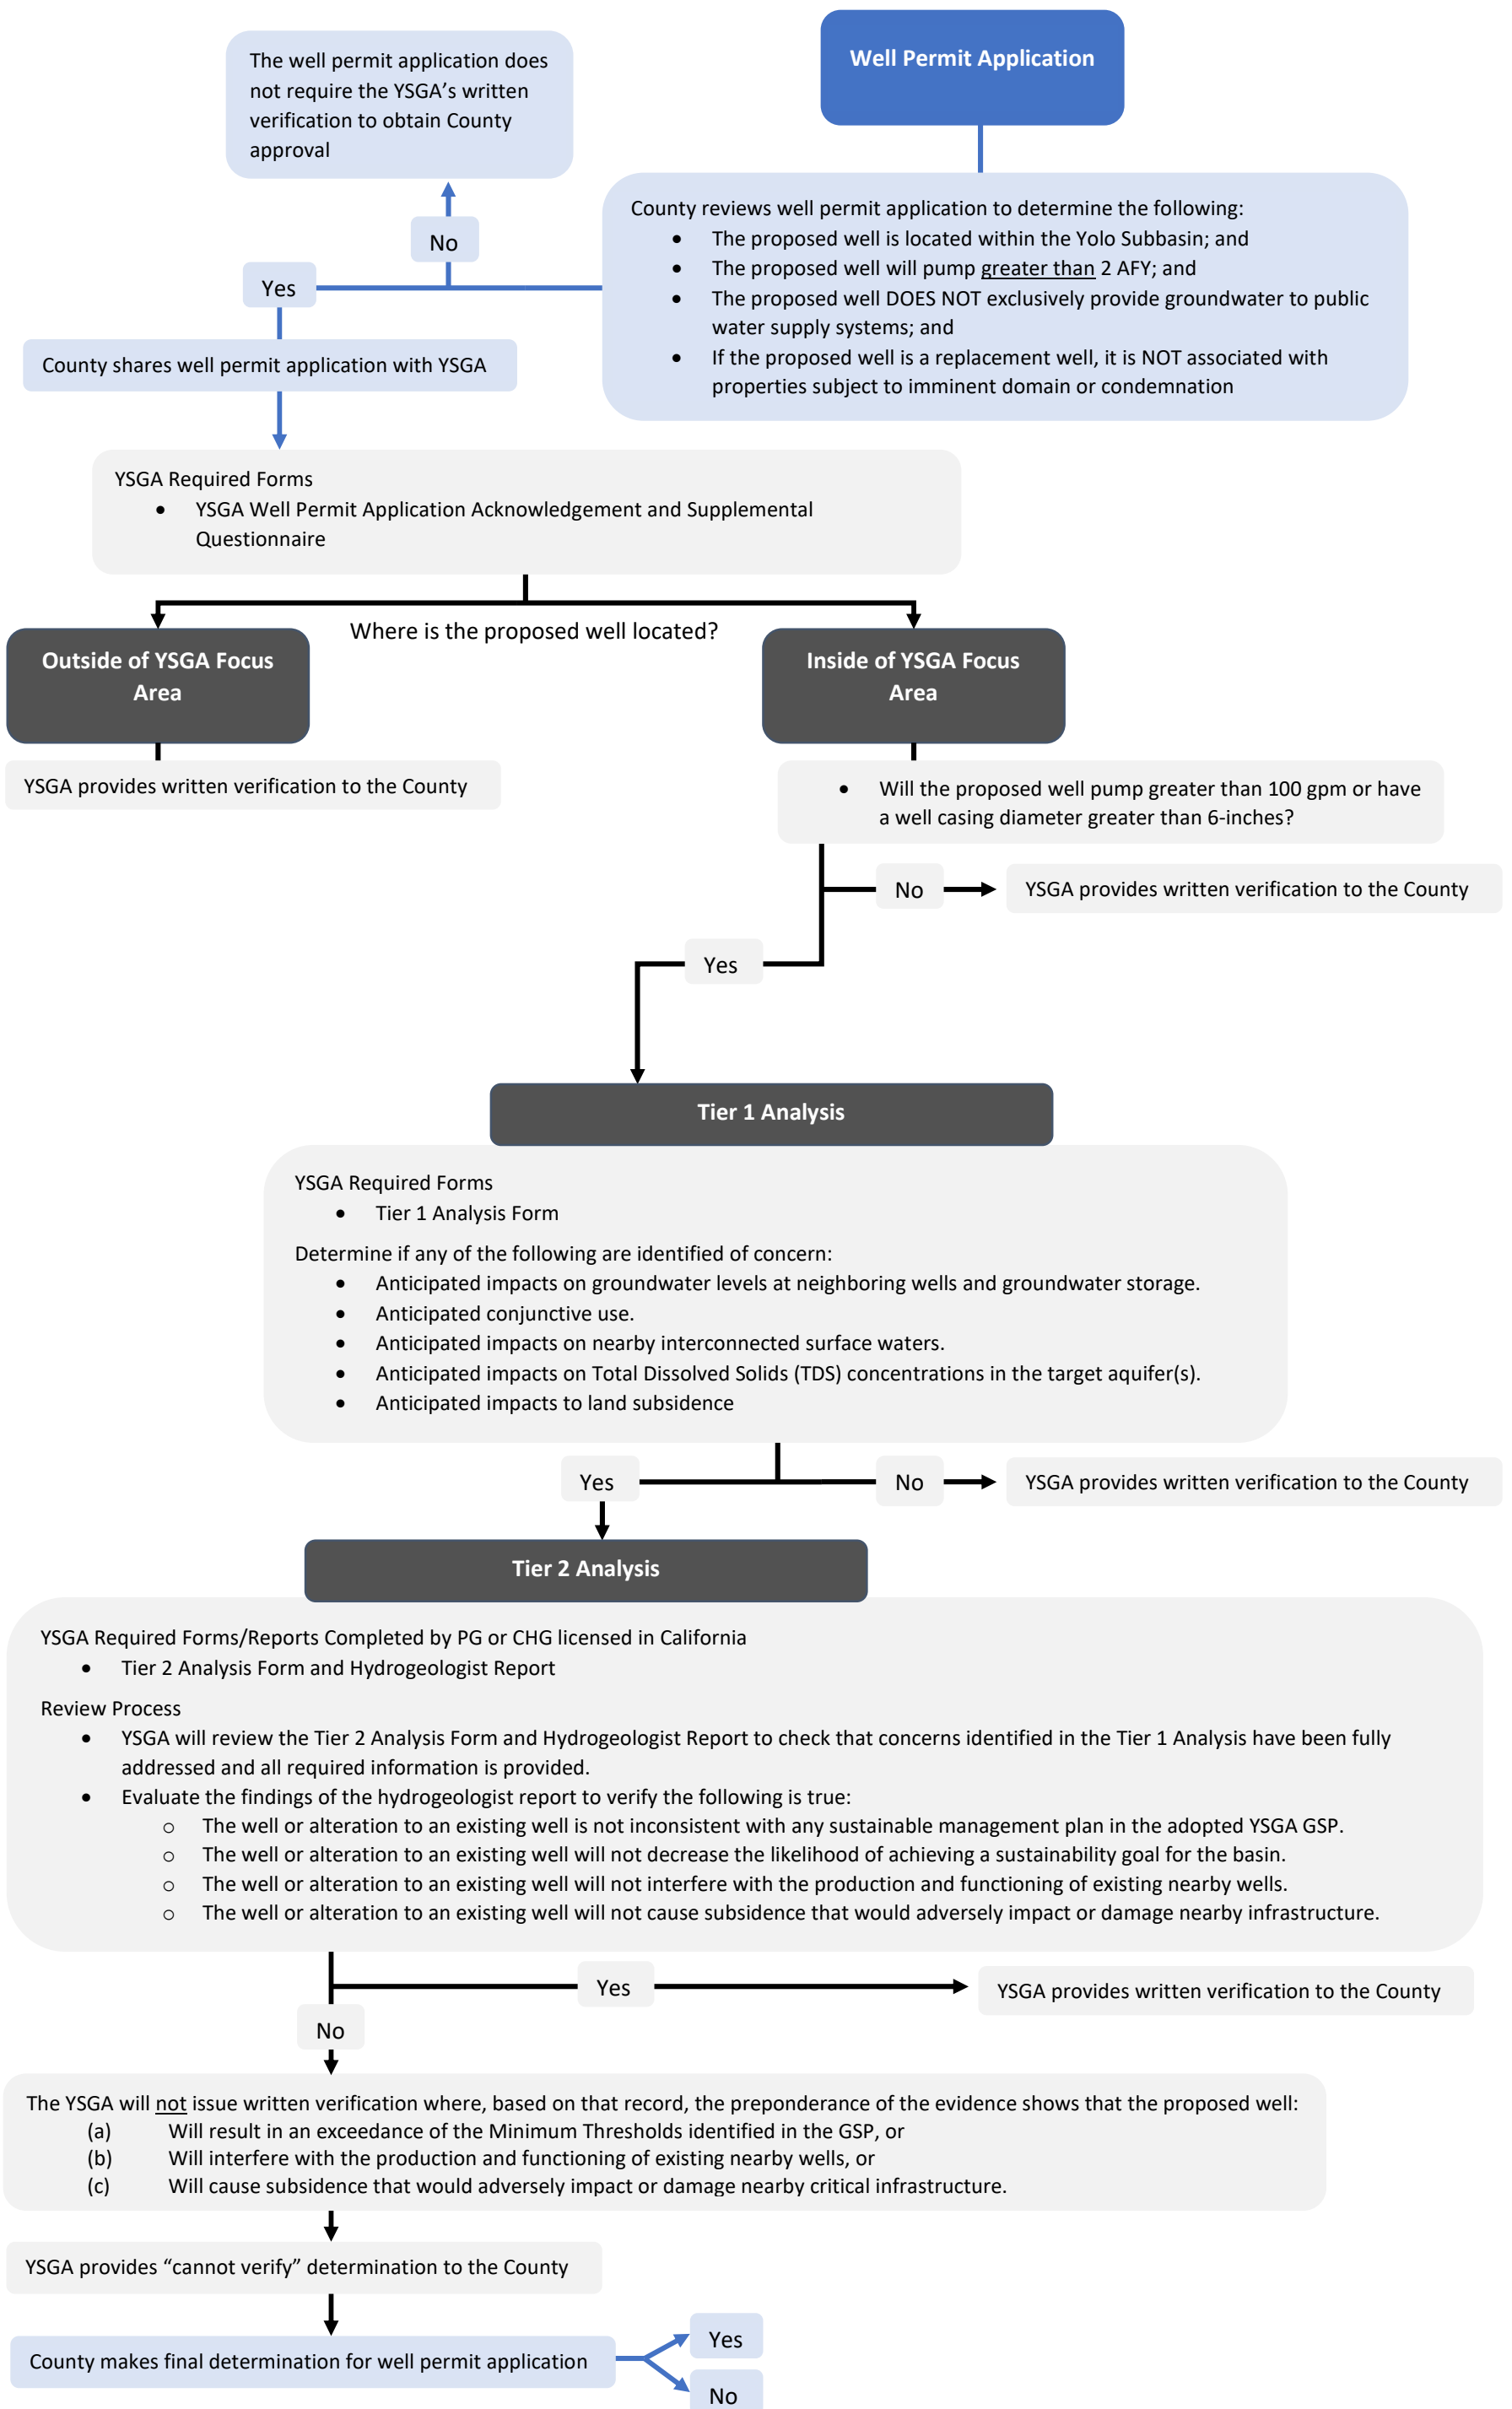 Well Permit Application
The well permit application does
not require the YSGA’s written
verification to obtain County
approval
County reviews well permit application to determine the following:
• The proposed well is located within the Yolo Subbasin; and
• The proposed well will pump greater than 2 AFY; and
• The proposed well DOES NOT exclusively provide groundwater to public
water supply systems; and
• If the proposed well is a replacement well, it is NOT associated with
properties subject to imminent domain or condemnation
No
Yes
County shares well permit application with YSGA
YSGA Required Forms
• YSGA Well Permit Application Acknowledgement and Supplemental
Questionnaire
Where is the proposed well located?
Outside of YSGA Focus
Area
YSGA provides written verification to the County
Inside of YSGA Focus
Area
• Will the proposed well pump greater than 100 gpm or have
a well casing diameter greater than 6-inches?
No
YSGA provides written verification to the County
Yes
Tier 1 Analysis
YSGA Required Forms
• Tier 1 Analysis Form
Determine if any of the following are identified of concern:
• Anticipated impacts on groundwater levels at neighboring wells and groundwater storage.
• Anticipated conjunctive use.
• Anticipated impacts on nearby interconnected surface waters.
• Anticipated impacts on Total Dissolved Solids (TDS) concentrations in the target aquifer(s).
• Anticipated impacts to land subsidence
Yes
No
YSGA provides written verification to the County
Tier 2 Analysis
YSGA Required Forms/Reports Completed by PG or CHG licensed in California
• Tier 2 Analysis Form and Hydrogeologist Report
Review Process
• YSGA will review the Tier 2 Analysis Form and Hydrogeologist Report to check that concerns identified in the Tier 1 Analysis have been fully
addressed and all required information is provided.
• Evaluate the findings of the hydrogeologist report to verify the following is true:
o The well or alteration to an existing well is not inconsistent with any sustainable management plan in the adopted YSGA GSP.
o The well or alteration to an existing well will not decrease the likelihood of achieving a sustainability goal for the basin.
o The well or alteration to an existing well will not interfere with the production and functioning of existing nearby wells.
o The well or alteration to an existing well will not cause subsidence that would adversely impact or damage nearby infrastructure.
Yes
YSGA provides written verification to the County
No
The YSGA will not issue written verification where, based on that record, the preponderance of the evidence shows that the proposed well:
(a) Will result in an exceedance of the Minimum Thresholds identified in the GSP, or
(b) Will interfere with the production and functioning of existing nearby wells, or
(c) Will cause subsidence that would adversely impact or damage nearby critical infrastructure.
YSGA provides “cannot verify” determination to the County
County makes final determination for well permit application
Yes
No